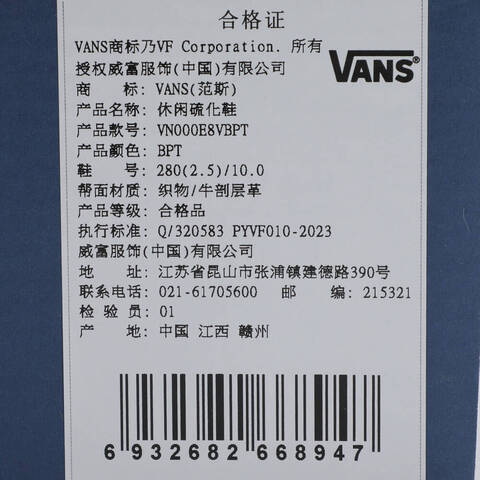 合格证
VANS商标乃VF Corporation. 所有
授权威富服饰(中国)有限公司
VANS®
商 标: VANS(范斯)
产品名称: 休闲硫化鞋
产品款号: VN000E8VBPT
产品颜色: BPT
鞋 号: 280(2.5)/10.0
帮面材质: 织物/牛剖层革
产品等级: 合格品
执行标准: Q/320583 PYVF010-2023
威富服饰(中国)有限公司
地 址: 江苏省昆山市张浦镇建德路390号
联系电话: 021-61705600 邮 编: 215321
检 验 员: 01
产 地: 中国 江西 赣州
6 932682 668947